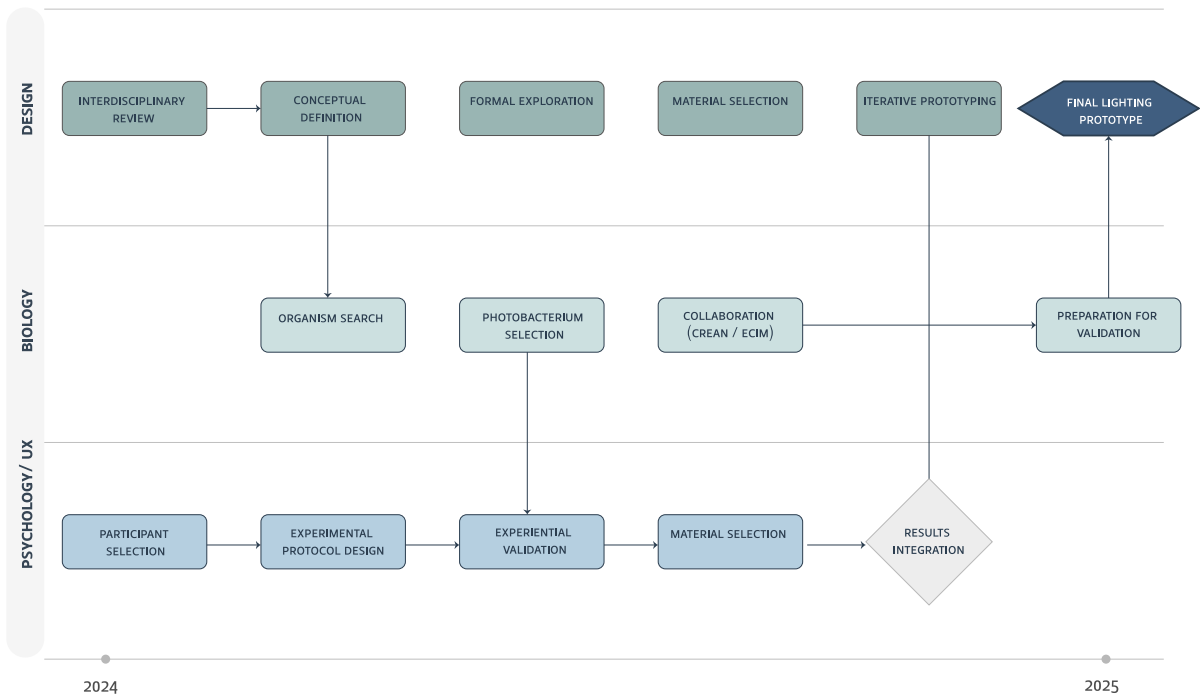 DESIGN
INTERDISCIPLINARY
REVIEW
CONCEPTUAL
DEFINITION
FORMAL EXPLORATION
MATERIAL SELECTION
ITERATIVE PROTOTYPING
FINAL LIGHTING
PROTOTYPE
BIOLOGY
ORGANISM SEARCH
PHOTOBACTERIUM
SELECTION
COLLABORATION
(CREAN / ECIM)
PREPARATION FOR
VALIDATION
PSYCHOLOGY/ UX
PARTICIPANT
SELECTION
EXPERIMENTAL
PROTOCOL DESIGN
EXPERIENTIAL
VALIDATION
MATERIAL SELECTION
RESULTS
INTEGRATION
2024
2025